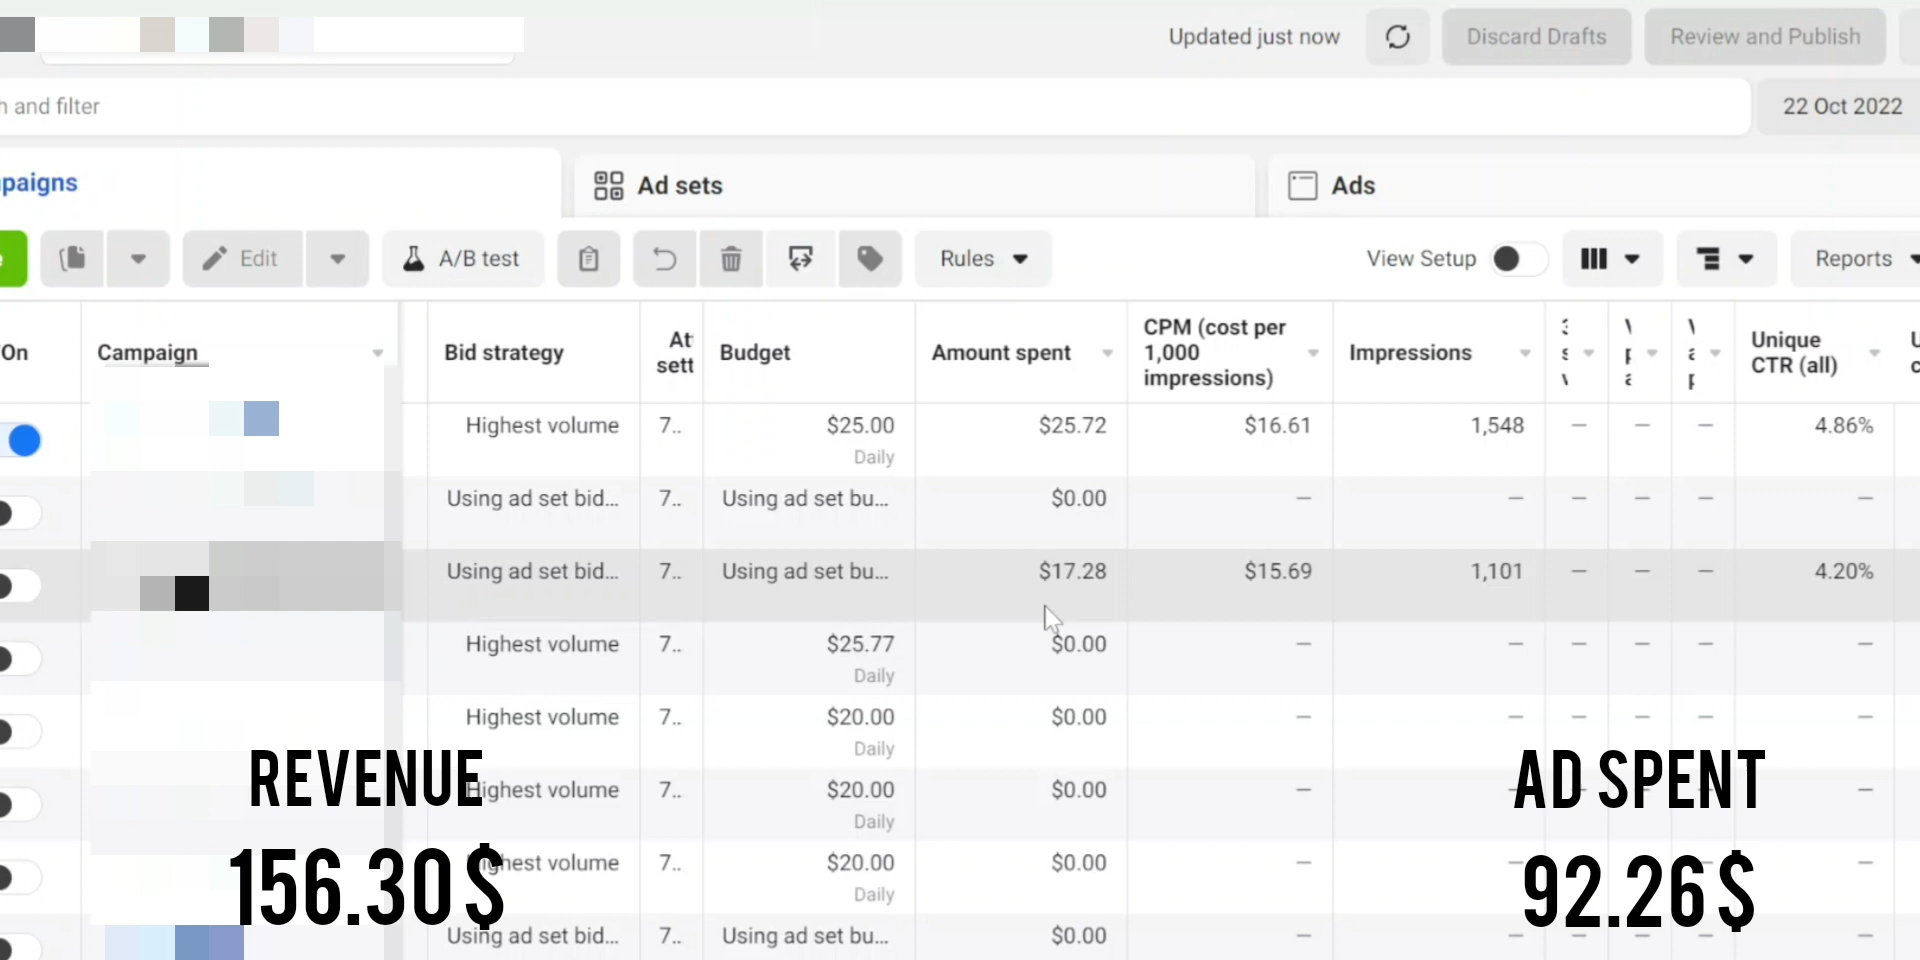 Updated just now
Discard Drafts
Review and Publish
h and filter
22 Oct 2022
paigns
Ad sets
Ads
Edit
A/B test
Rules
View Setup
Reports
On
Campaign
Bid strategy
At
sett
Budget
Amount spent
CPM (cost per
1,000
impressions)
Impressions
Unique
CTR (all)
Highest volume 7.. $25.00 $25.72 $16.61 1,548 — — — 4.86%
Daily
Using ad set bid... 7.. Using ad set bu... $0.00 — — — — — —
Using ad set bid... 7.. Using ad set bu... $17.28 $15.69 1,101 — — — 4.20%
Highest volume 7.. $25.77 $0.00 — — — — — —
Daily
Highest volume 7.. $20.00 $0.00 — — — — — —
Daily
Highest volume 7.. $20.00 $0.00 — — — —
Daily
Highest volume 7.. $20.00 $0.00 — — — —
Daily
Using ad set bid... 7.. Using ad set bu... $0.00 — — — — — —
REVENUE
156.30$
AD SPENT
92.26$